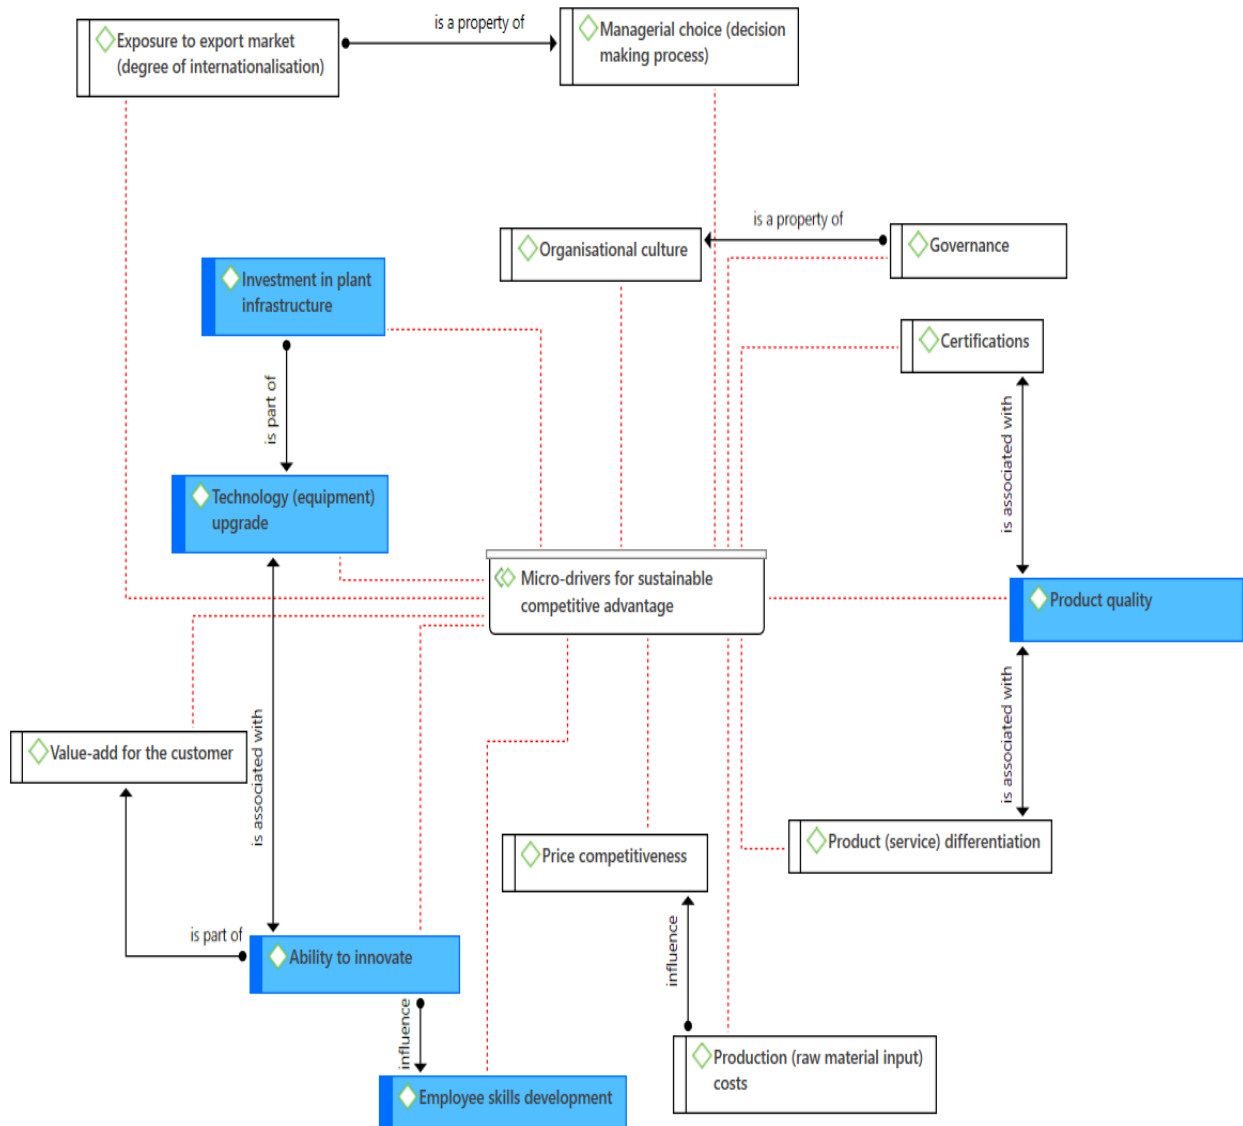 is a property of
Exposure to export market
(degree of internationalisation)
Managerial choice (decision
making process)
is a property of
Organisational culture
Governance
Investment in plant
infrastructure
Certifications
is part of
is associated with
Technology (equipment)
upgrade
Micro-drivers for sustainable
competitive advantage
Product quality
is associated with
is associated with
Value-add for the customer
Price competitiveness
Product (service) differentiation
is part of
Ability to innovate
influence
influence
Production (raw material input)
costs
Employee skills development